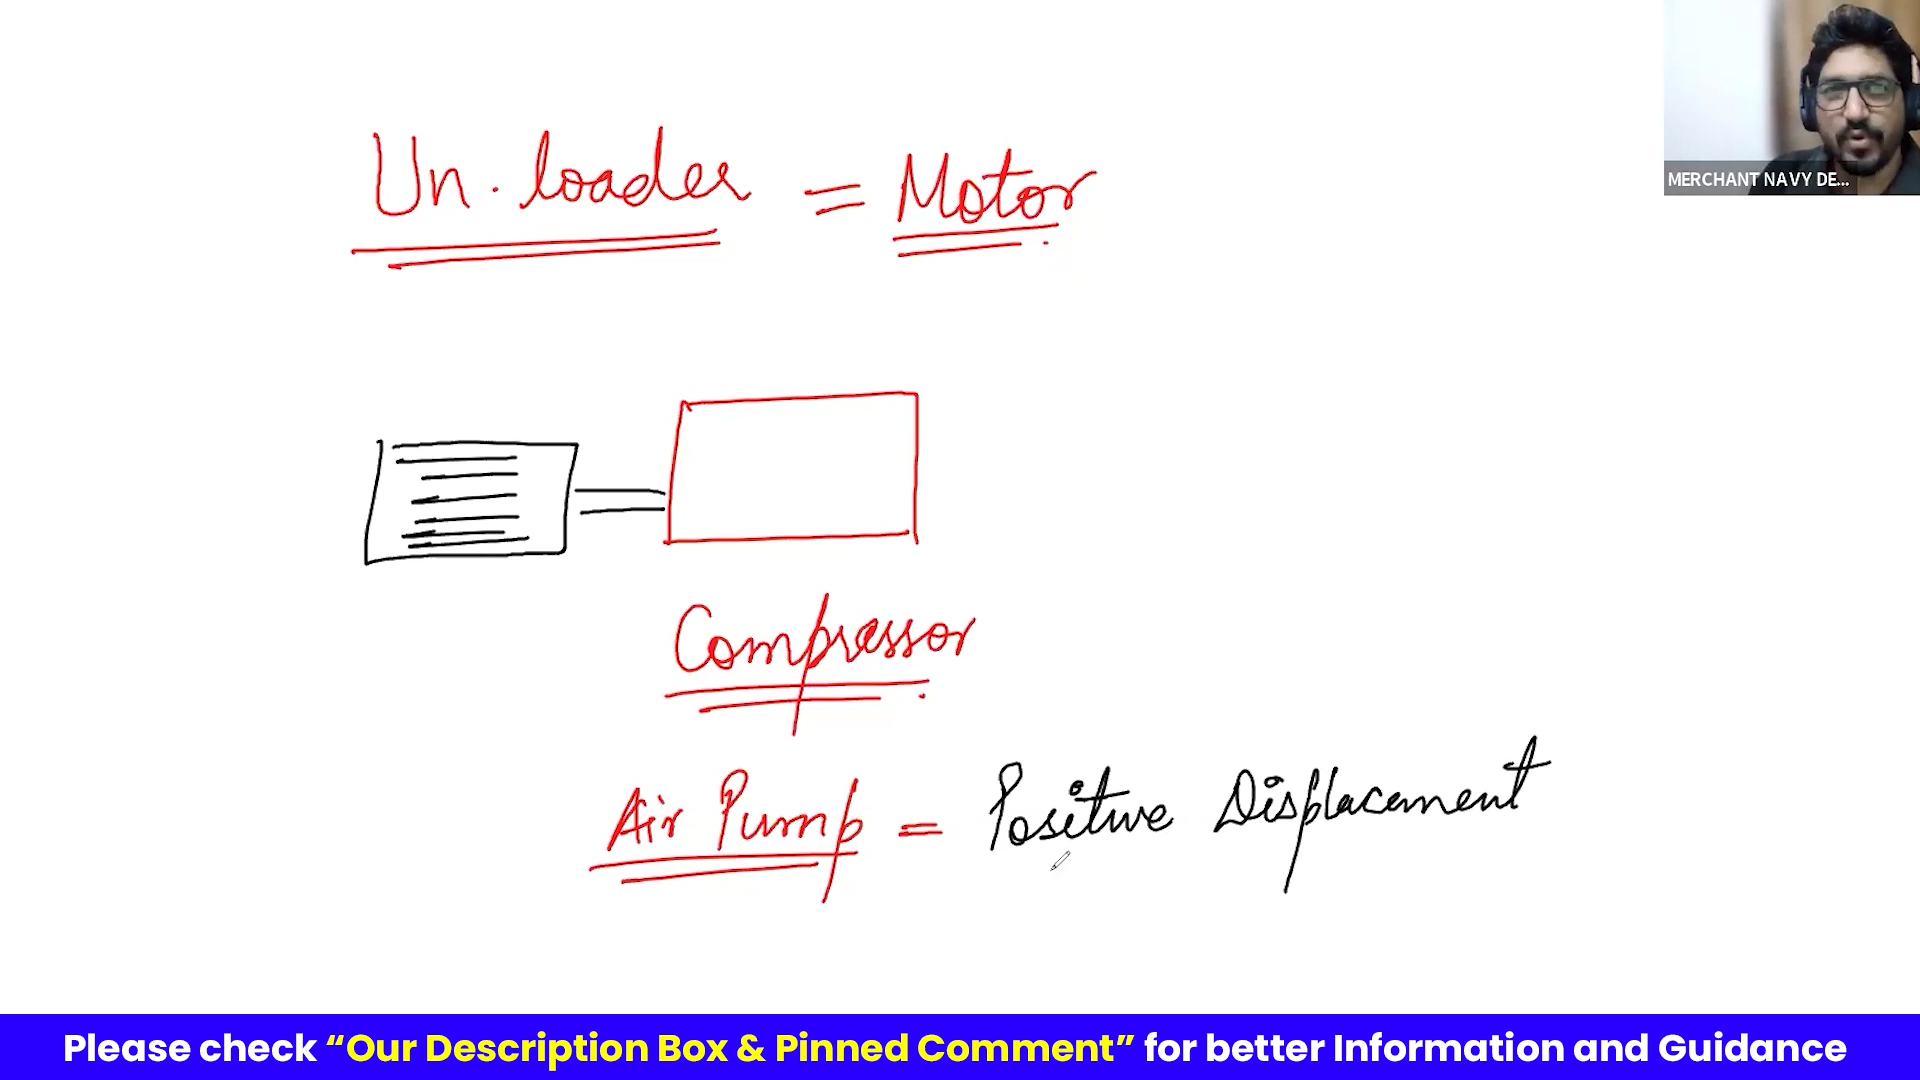 MERCHANT NAVY DE...
Un.loader = Motor
Compressor
Air Pump = Positive Displacement
Please check “Our Description Box & Pinned Comment” for better Information and Guidance